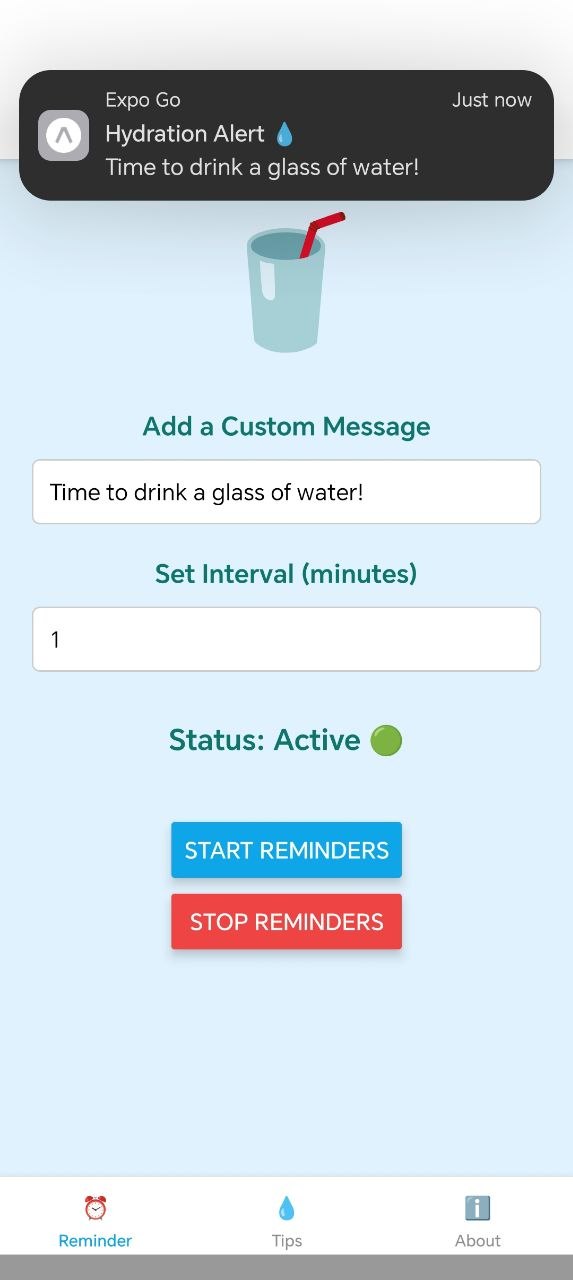 Expo Go
Just now
Hydration Alert 💧
Time to drink a glass of water!
Add a Custom Message
Time to drink a glass of water!
Set Interval (minutes)
1
Status: Active 🟢
START REMINDERS
STOP REMINDERS
Reminder
Tips
About